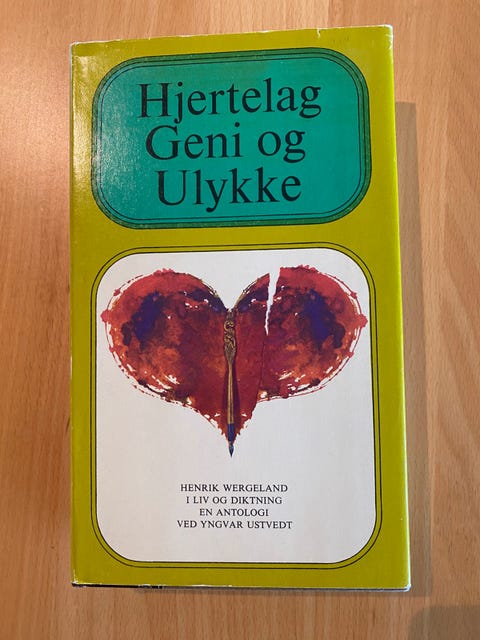 Hjertelag
Geni og
Ulykke
HENRIK WERGELAND
I LIV OG DIKTNING
EN ANTOLOGI
VED YNGVAR USTVEDT